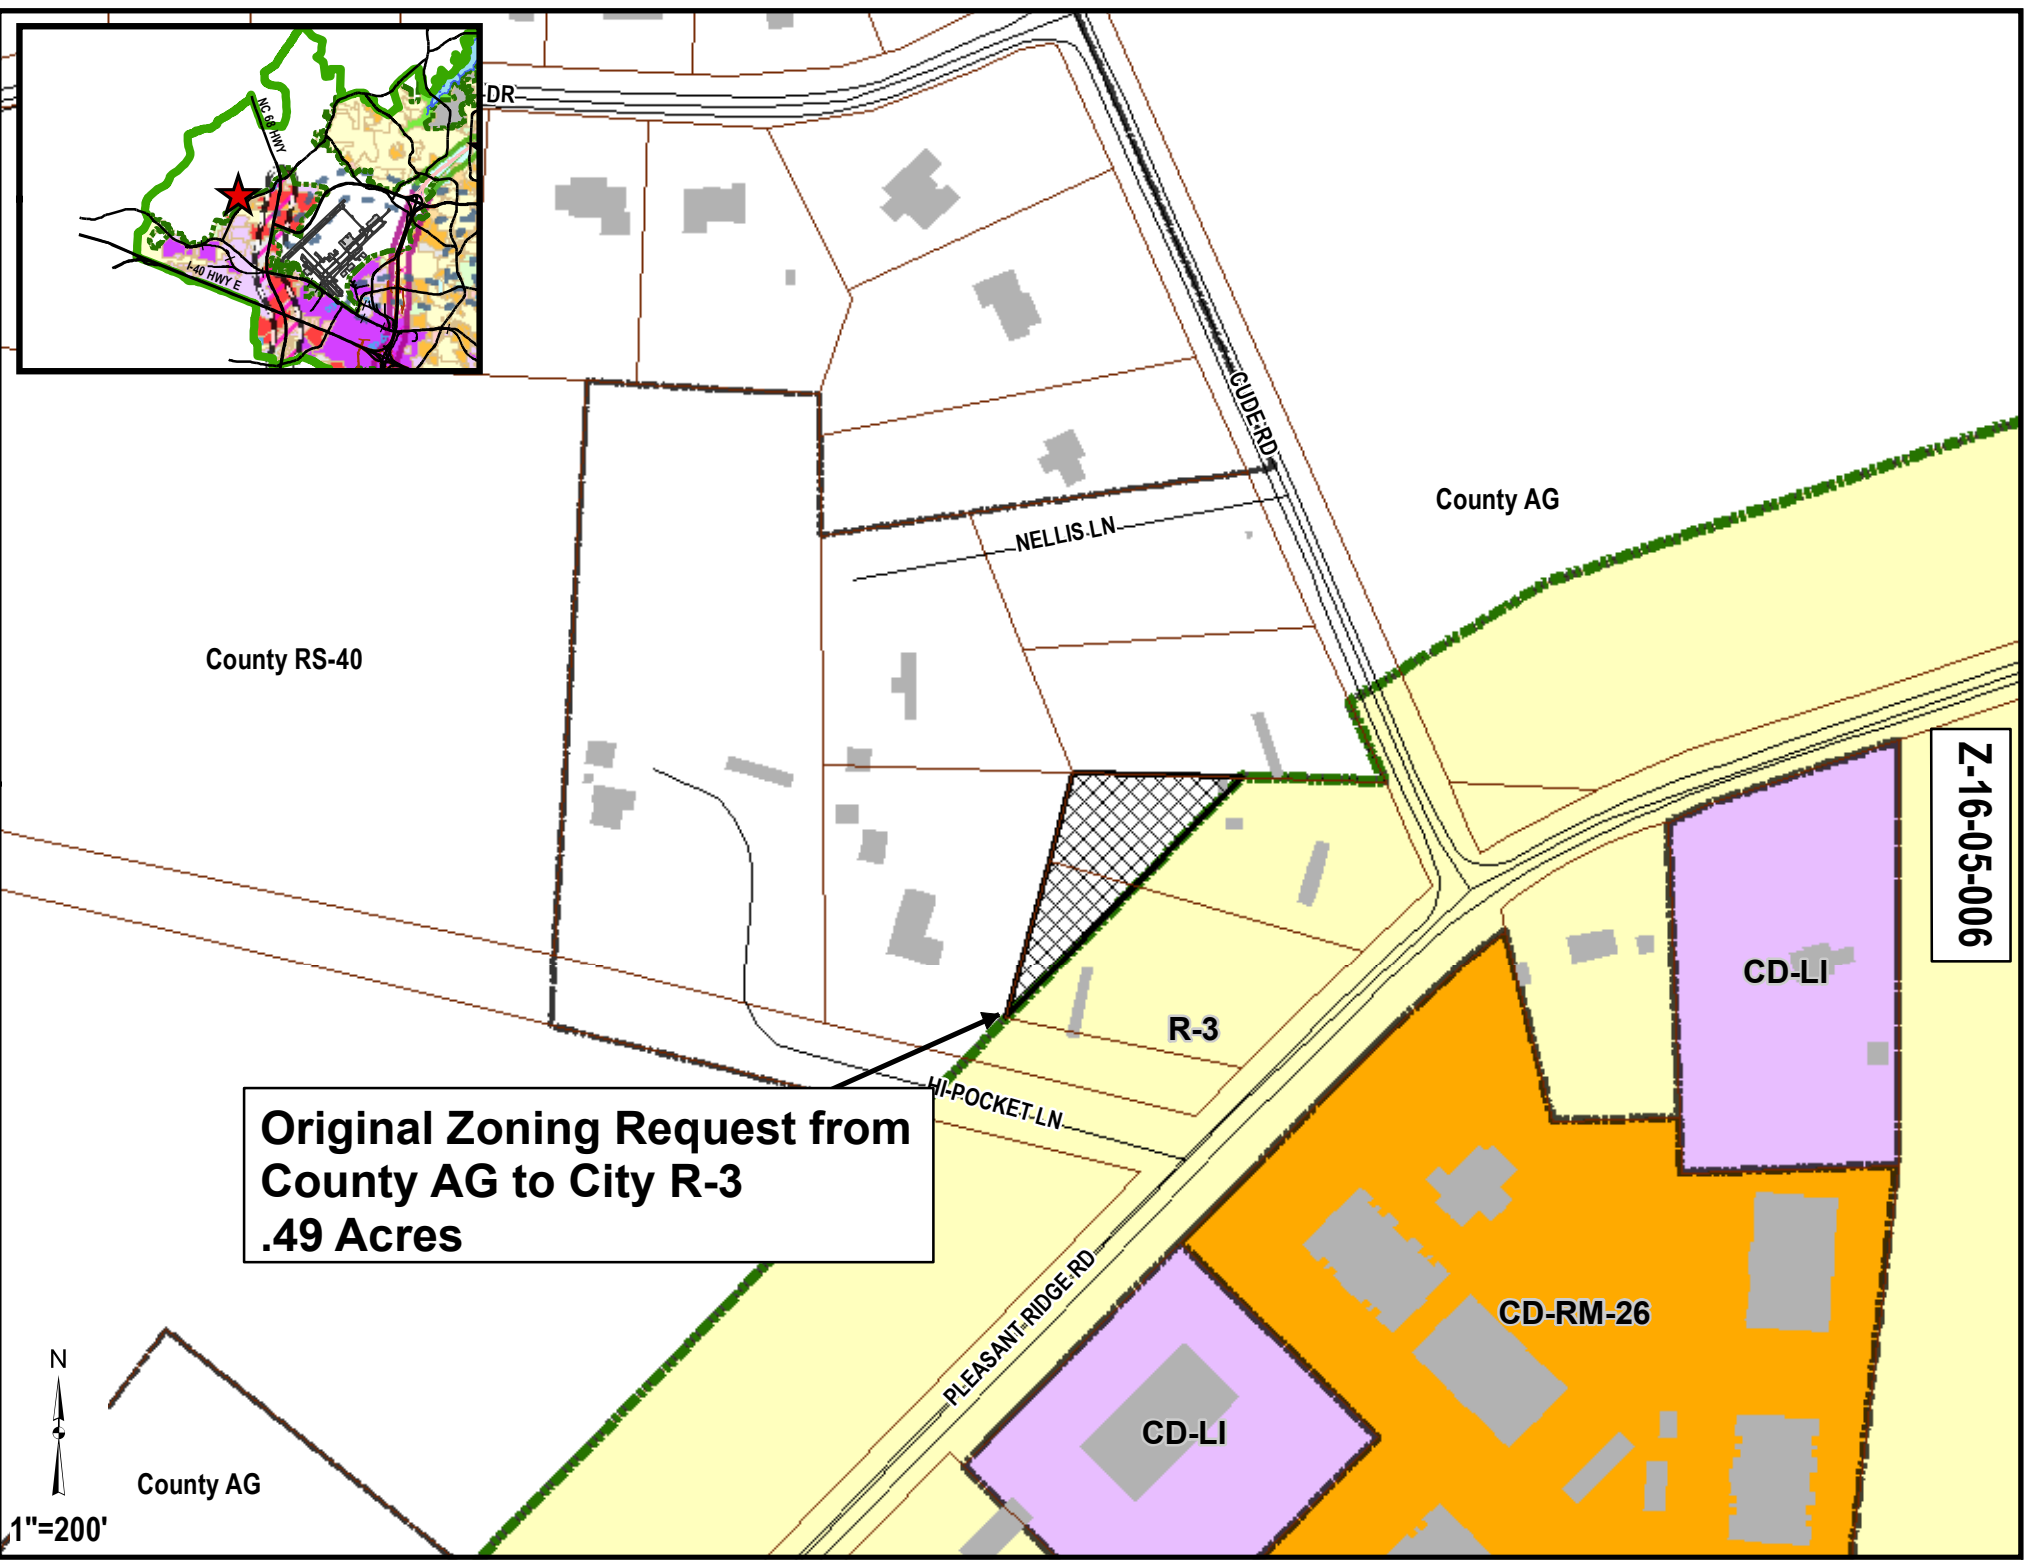 DR
NC 68 HWY
I-40 HWY E
CUDE RD
County AG
NELLIS LN
County RS-40
Z-16-05-006
CD-LI
R-3
HI-POCKET LN
Original Zoning Request from
County AG to City R-3
.49 Acres
PLEASANT RIDGE RD
CD-RM-26
CD-LI
N
County AG
1"=200'